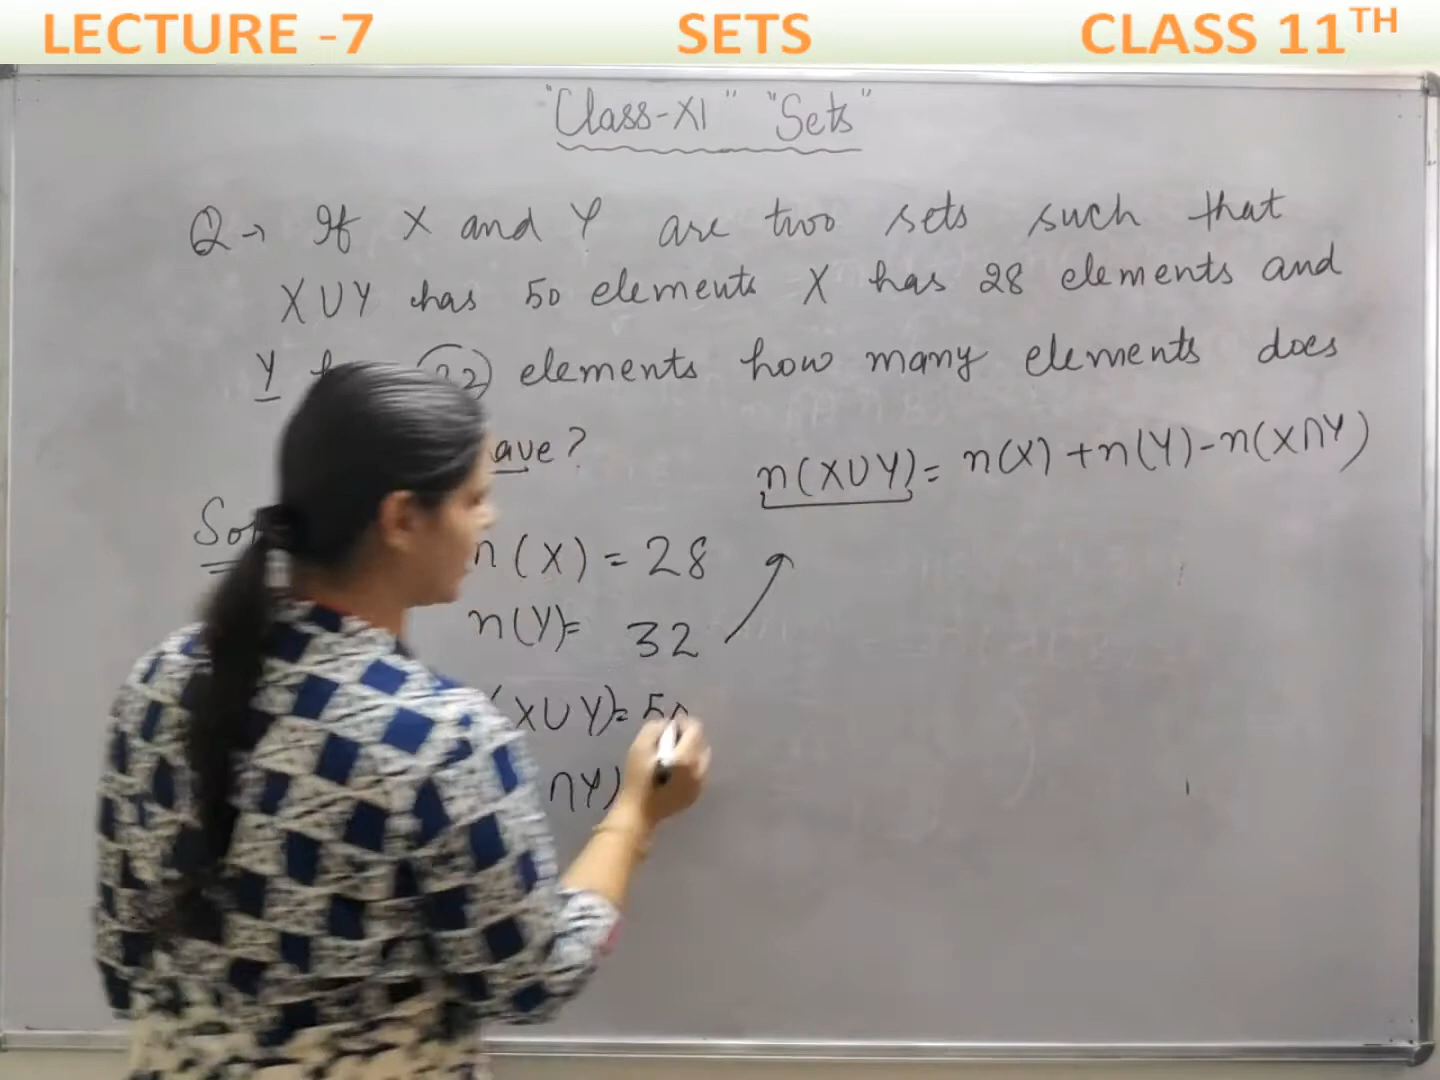 LECTURE -7 SETS CLASS 11TH
"Class-XI" "Sets"
Q→ If X and Y are two sets such that
X∪Y has 50 elements X has 28 elements and
Y elements how many elements does
ave?
n(X∪Y)= n(X) +n(Y)-n(X∩Y)
n(X) = 28
n(Y)= 32
(X∪Y)= 50
∩Y)